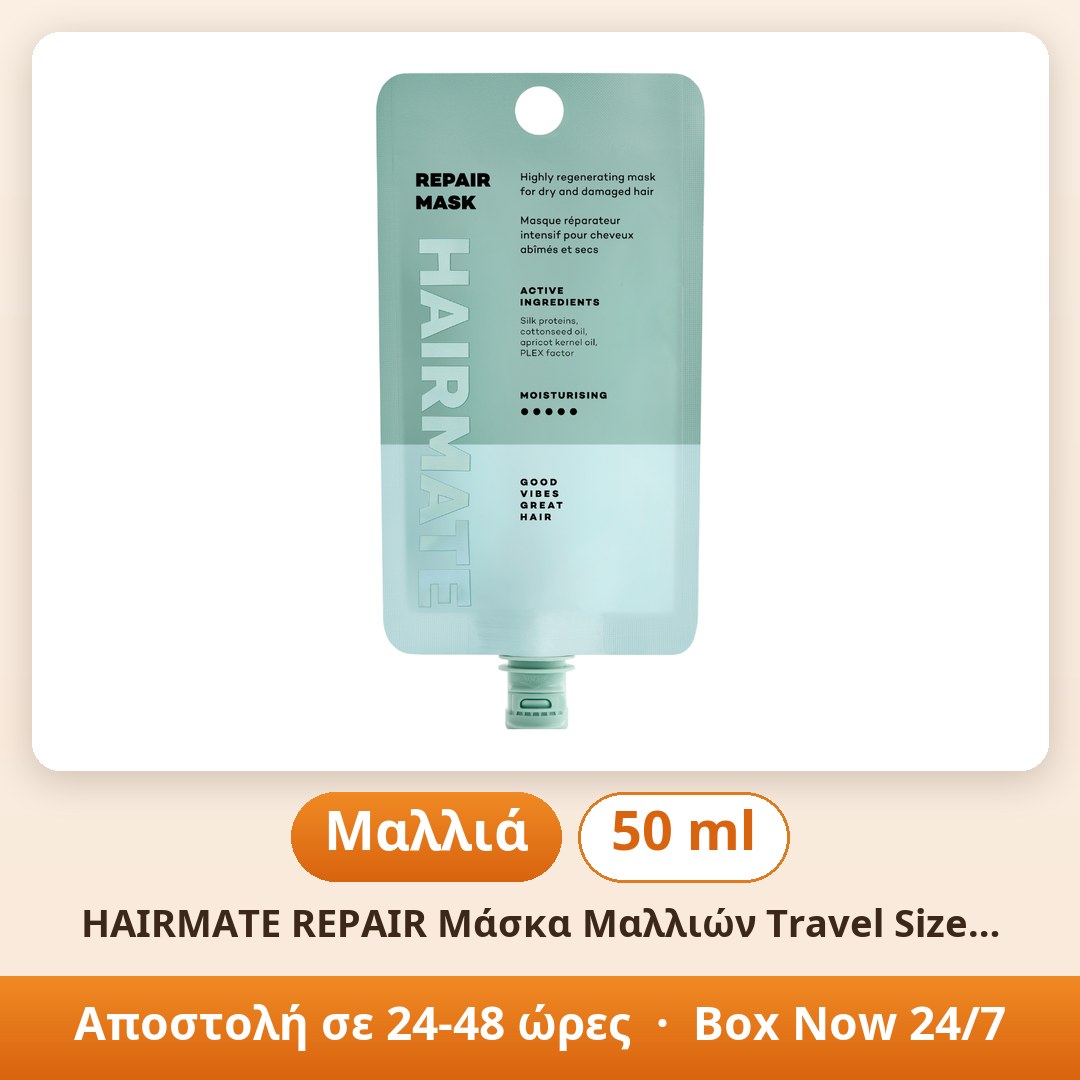 REPAIR
MASK
HAIRMATE
Highly regenerating mask
for dry and damaged hair
Masque réparateur
intensif pour cheveux
abîmés et secs
ACTIVE
INGREDIENTS
Silk proteins,
cottonseed oil,
apricot kernel oil,
PLEX factor
MOISTURISING
GOOD
VIBES
GREAT
HAIR
Μαλλιά
50 ml
HAIRMATE REPAIR Μάσκα Μαλλιών Travel Size...
Αποστολή σε 24-48 ώρες · Box Now 24/7